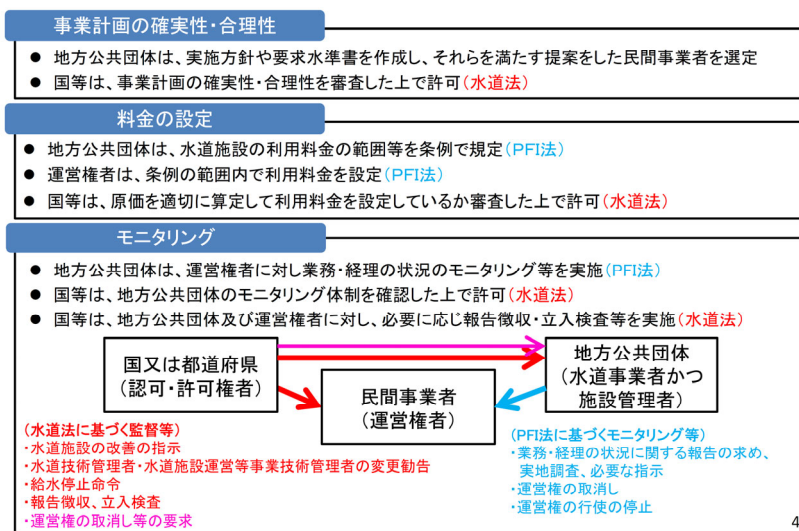 事業計画の確実性・合理性
● 地方公共団体は、実施方針や要求水準書を作成し、それらを満たす提案をした民間事業者を選定
● 国等は、事業計画の確実性・合理性を審査した上で許可(水道法)
料金の設定
● 地方公共団体は、水道施設の利用料金の範囲等を条例で規定(PFI法)
● 運営権者は、条例の範囲内で利用料金を設定(PFI法)
● 国等は、原価を適切に算定して利用料金を設定しているか審査した上で許可(水道法)
モニタリング
● 地方公共団体は、運営権者に対し業務・経理の状況のモニタリング等を実施(PFI法)
● 国等は、地方公共団体のモニタリング体制を確認した上で許可(水道法)
● 国等は、地方公共団体及び運営権者に対し、必要に応じ報告徴収・立入検査等を実施(水道法)
国又は都道府県
(認可・許可権者)
民間事業者
(運営権者)
地方公共団体
(水道事業者かつ
施設管理者)
(水道法に基づく監督等)
・水道施設の改善の指示
・水道技術管理者・水道施設運営等事業技術管理者の変更勧告
・給水停止命令
・報告徴収、立入検査
・運営権の取消し等の要求
(PFI法に基づくモニタリング等)
・業務・経理の状況に関する報告の求め、
実地調査、必要な指示
・運営権の取消し
・運営権の行使の停止
4